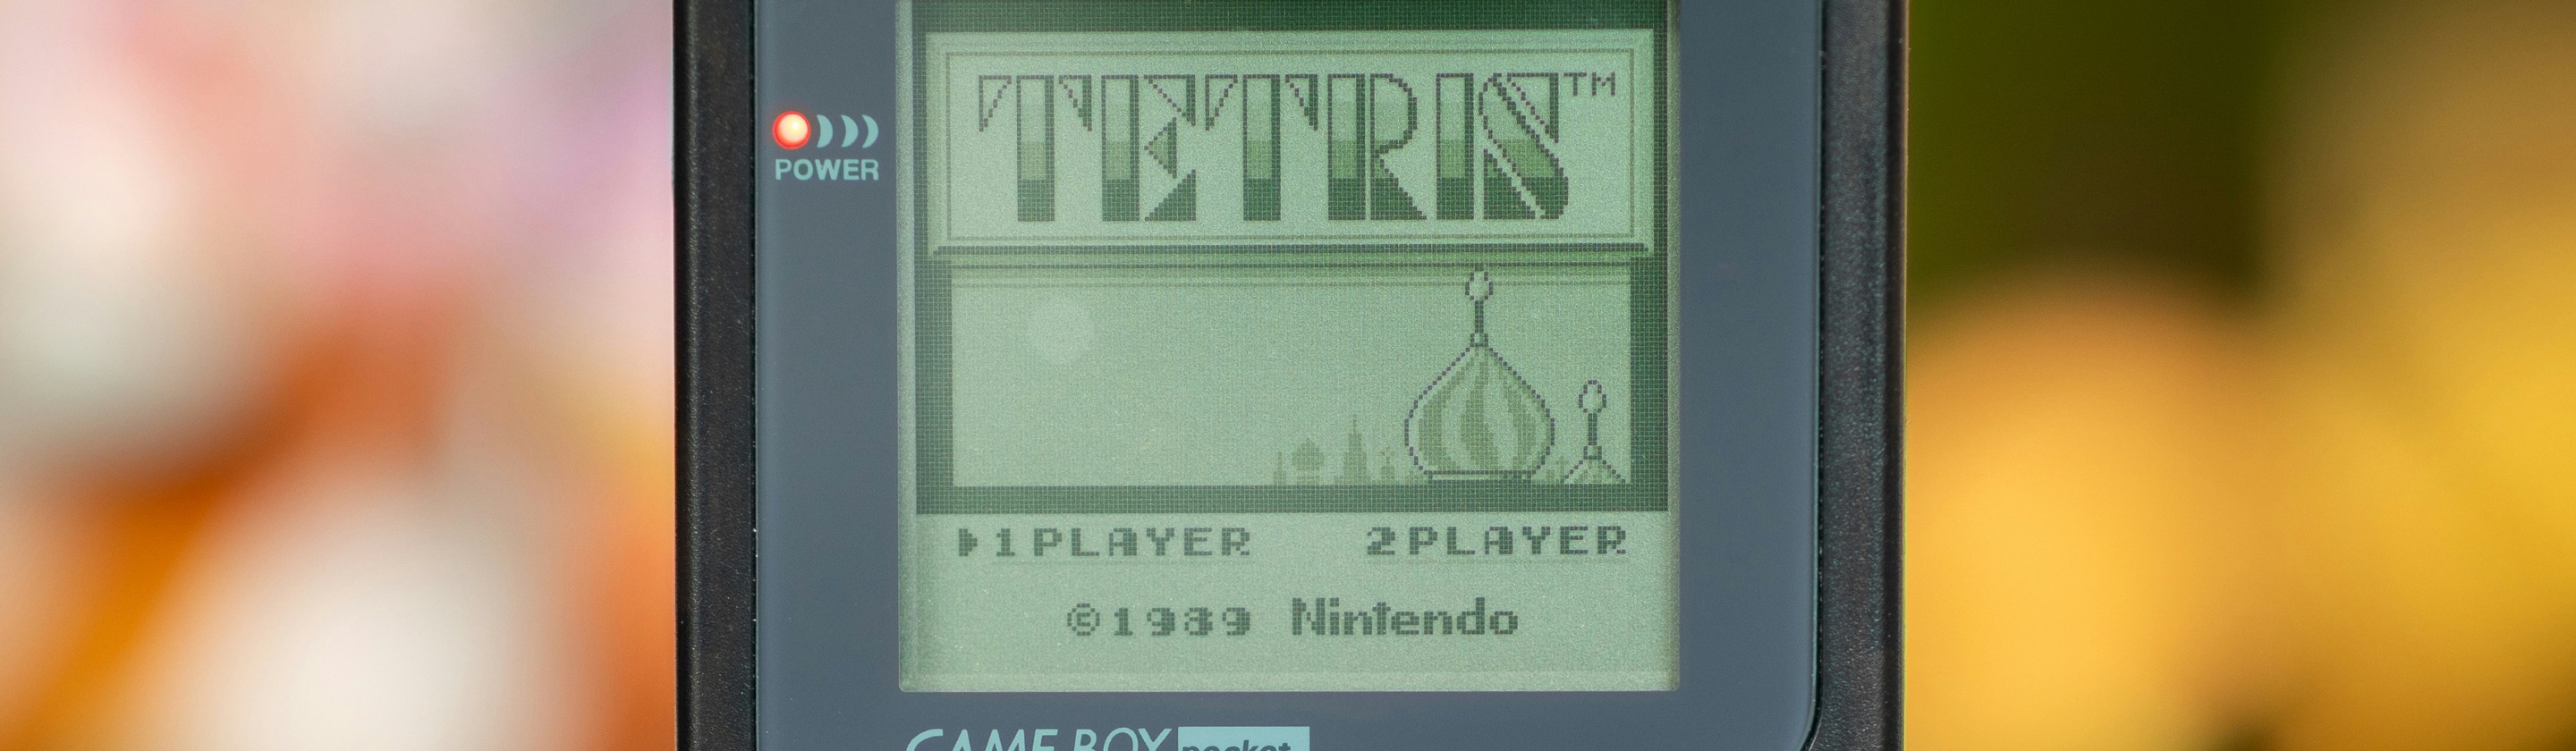 TETRIS™
POWER
▶1PLAYER 2PLAYER
©1989 Nintendo
GAME BOY pocket